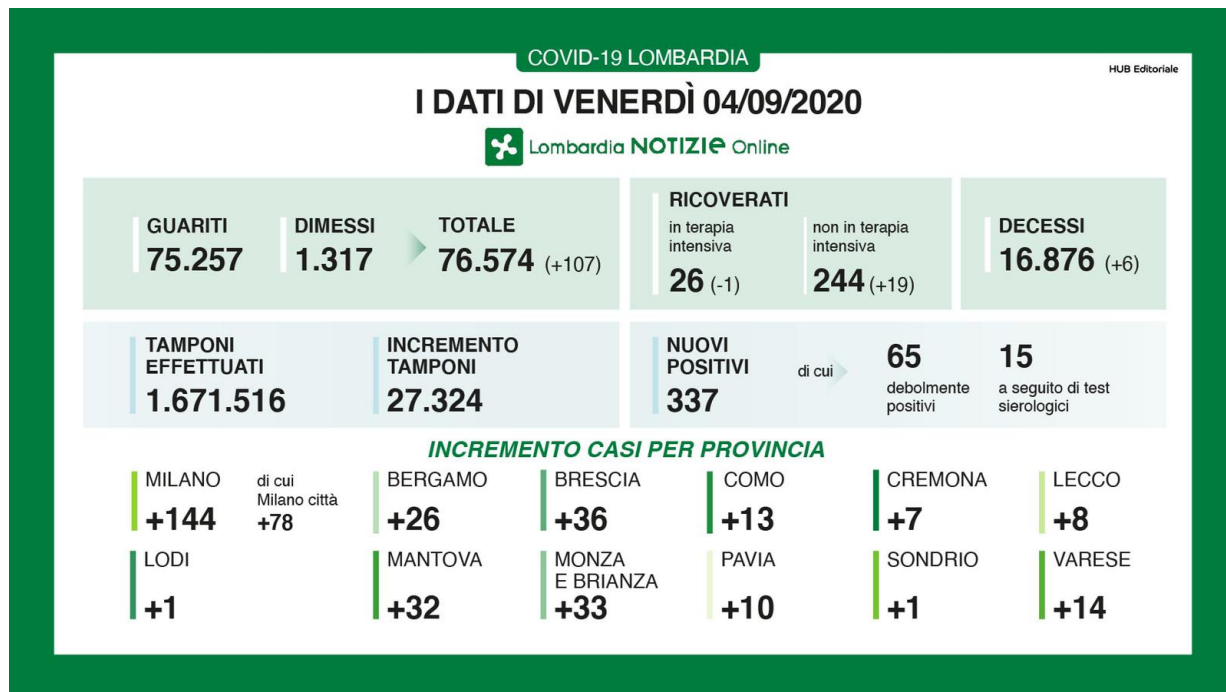 COVID-19 LOMBARDIA
HUB Editoriale
I DATI DI VENERDÌ 04/09/2020
Lombardia NOTIZIe Online
GUARITI
75.257
DIMESSI
1.317
TOTALE
76.574 (+107)
RICOVERATI
in terapia
intensiva
26 (-1)
non in terapia
intensiva
244 (+19)
DECESSI
16.876 (+6)
TAMPONI
EFFETTUATI
1.671.516
INCREMENTO
TAMPONI
27.324
NUOVI
POSITIVI
337
di cui
65
debolmente
positivi
15
a seguito di test
sierologici
INCREMENTO CASI PER PROVINCIA
MILANO
+144
di cui
Milano città
+78
BERGAMO
+26
BRESCIA
+36
COMO
+13
CREMONA
+7
LECCO
+8
LODI
+1
MANTOVA
+32
MONZA
E BRIANZA
+33
PAVIA
+10
SONDRIO
+1
VARESE
+14